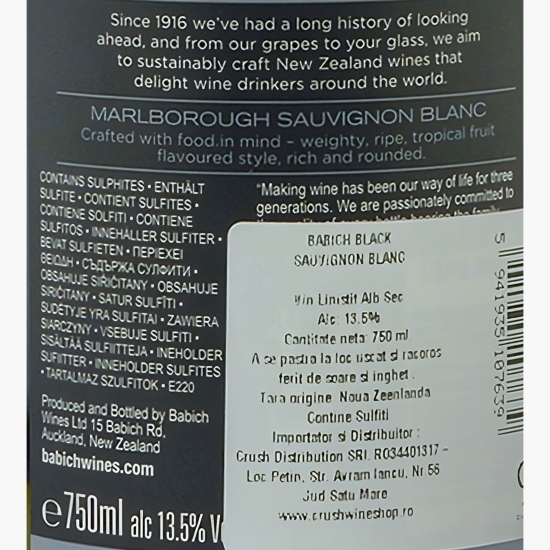 Since 1916 we've had a long history of looking
ahead, and from our grapes to your glass, we aim
to sustainably craft New Zealand wines that
delight wine drinkers around the world.
MARLBOROUGH SAUVIGNON BLANC
Crafted with food in mind – weighty, ripe, tropical fruit
flavoured style, rich and rounded.
CONTAINS SULPHITES • ENTHÄLT
SULFITE • CONTIENT SULFITES •
CONTIENE SOLFITI • CONTIENE
SULFITOS • INNEHÅLLER SULFITER •
BEVAT SULFIETEN • ΠΕΡΙΕΧΕΙ
ΘΕΙΩΔΗ • СЪДЪРЖА СУЛФИТИ •
OBSAHUJE SIŘIČITANY • OBSAHUJE
SIRIČITANY • SATUR SULFĪTI •
SUDĖTYJE YRA SULFITAI • ZAWIERA
SIARCZYNY • VSEBUJE SULFITI •
SISÄLTÄÄ SULFIITTEJA • INEHOLDER
SULFITTER • INNEHOLDER SULFITES
• TARTALMAZ SZULFITOK • E220
Produced and Bottled by Babich
Wines Ltd 15 Babich Rd,
Auckland, New Zealand
babichwines.com
e 750ml alc 13.5% V
"Making wine has been our way of life for three
generations. We are passionately committed to
BABICH BLACK
SAUVIGNON BLANC
Vin Linistit Alb Sec
Alc: 13.5%
Cantitate neta: 750 ml
A se pastra la loc uscat si racoros
ferit de soare si inghet.
Tara origine: Noua Zeenlanda
Contine Sulfiti
Importator si Distribuitor :
Crush Distribution SRL RO34401317 -
Loc Petin, Str. Avram Iancu, Nr.56
Jud Satu Mare
www.crushwineshop.ro
5 941935 107639